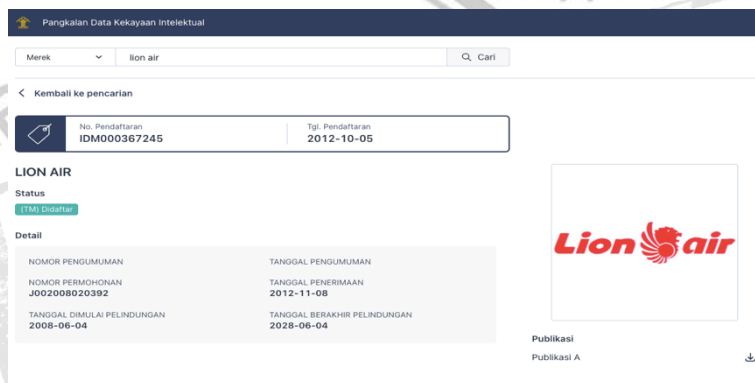 Pangkalan Data Kekayaan Intelektual
Merek lion air Cari
Kembali ke pencarian
No. Pendaftaran Tgl. Pendaftaran
IDM000367245 2012-10-05
LION AIR
Status
(TM) Didaftar
Detail
NOMOR PENGUMUMAN TANGGAL PENGUMUMAN
NOMOR PERMOHONAN TANGGAL PENERIMAAN
J002008020392 2012-11-08
TANGGAL DIMULAI PELINDUNGAN TANGGAL BERAKHIR PELINDUNGAN
2008-06-04 2028-06-04
Lion air
Publikasi
Publikasi A